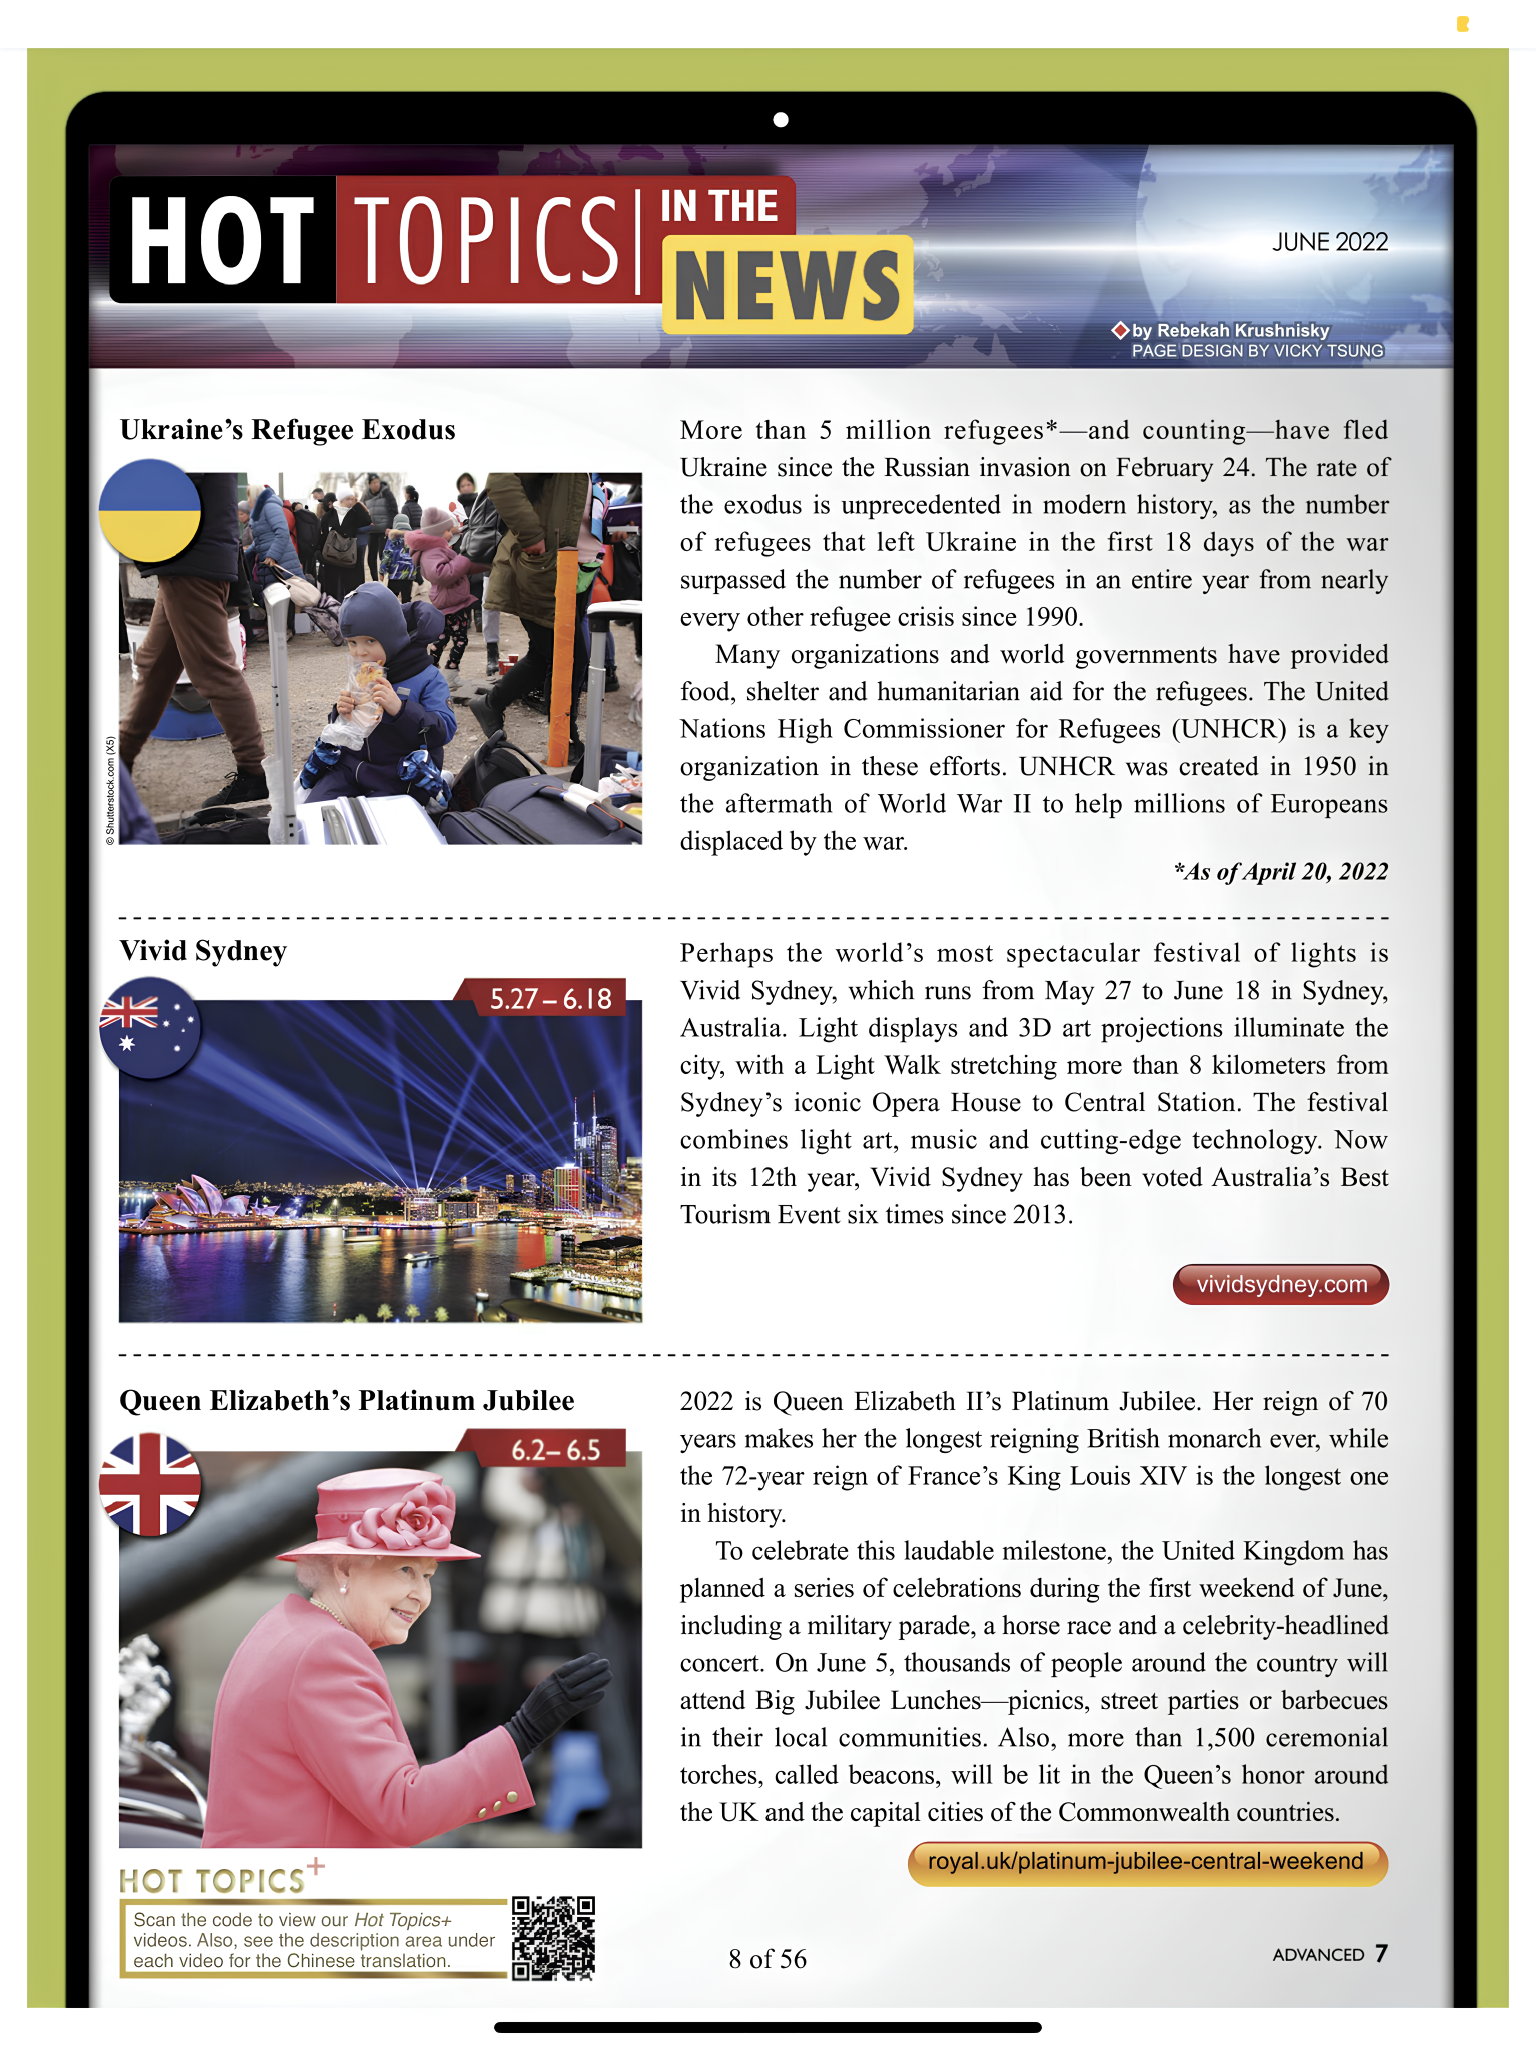 HOT TOPICS IN THE
NEWS
JUNE 2022
by Rebekah Krushnisky
PAGE DESIGN BY VICKY TSUNG
Ukraine's Refugee Exodus
© Shutterstock.com (X5)
More than 5 million refugees*—and counting—have fled
Ukraine since the Russian invasion on February 24. The rate of
the exodus is unprecedented in modern history, as the number
of refugees that left Ukraine in the first 18 days of the war
surpassed the number of refugees in an entire year from nearly
every other refugee crisis since 1990.
Many organizations and world governments have provided
food, shelter and humanitarian aid for the refugees. The United
Nations High Commissioner for Refugees (UNHCR) is a key
organization in these efforts. UNHCR was created in 1950 in
the aftermath of World War II to help millions of Europeans
displaced by the war.
*As of April 20, 2022
Vivid Sydney
5.27–6.18
Perhaps the world's most spectacular festival of lights is
Vivid Sydney, which runs from May 27 to June 18 in Sydney,
Australia. Light displays and 3D art projections illuminate the
city, with a Light Walk stretching more than 8 kilometers from
Sydney's iconic Opera House to Central Station. The festival
combines light art, music and cutting-edge technology. Now
in its 12th year, Vivid Sydney has been voted Australia's Best
Tourism Event six times since 2013.
vividsydney.com
Queen Elizabeth's Platinum Jubilee
6.2–6.5
2022 is Queen Elizabeth II's Platinum Jubilee. Her reign of 70
years makes her the longest reigning British monarch ever, while
the 72-year reign of France's King Louis XIV is the longest one
in history.
To celebrate this laudable milestone, the United Kingdom has
planned a series of celebrations during the first weekend of June,
including a military parade, a horse race and a celebrity-headlined
concert. On June 5, thousands of people around the country will
attend Big Jubilee Lunches—picnics, street parties or barbecues
in their local communities. Also, more than 1,500 ceremonial
torches, called beacons, will be lit in the Queen's honor around
the UK and the capital cities of the Commonwealth countries.
royal.uk/platinum-jubilee-central-weekend
HOT TOPICS+
Scan the code to view our Hot Topics+
videos. Also, see the description area under
each video for the Chinese translation.
8 of 56
ADVANCED 7